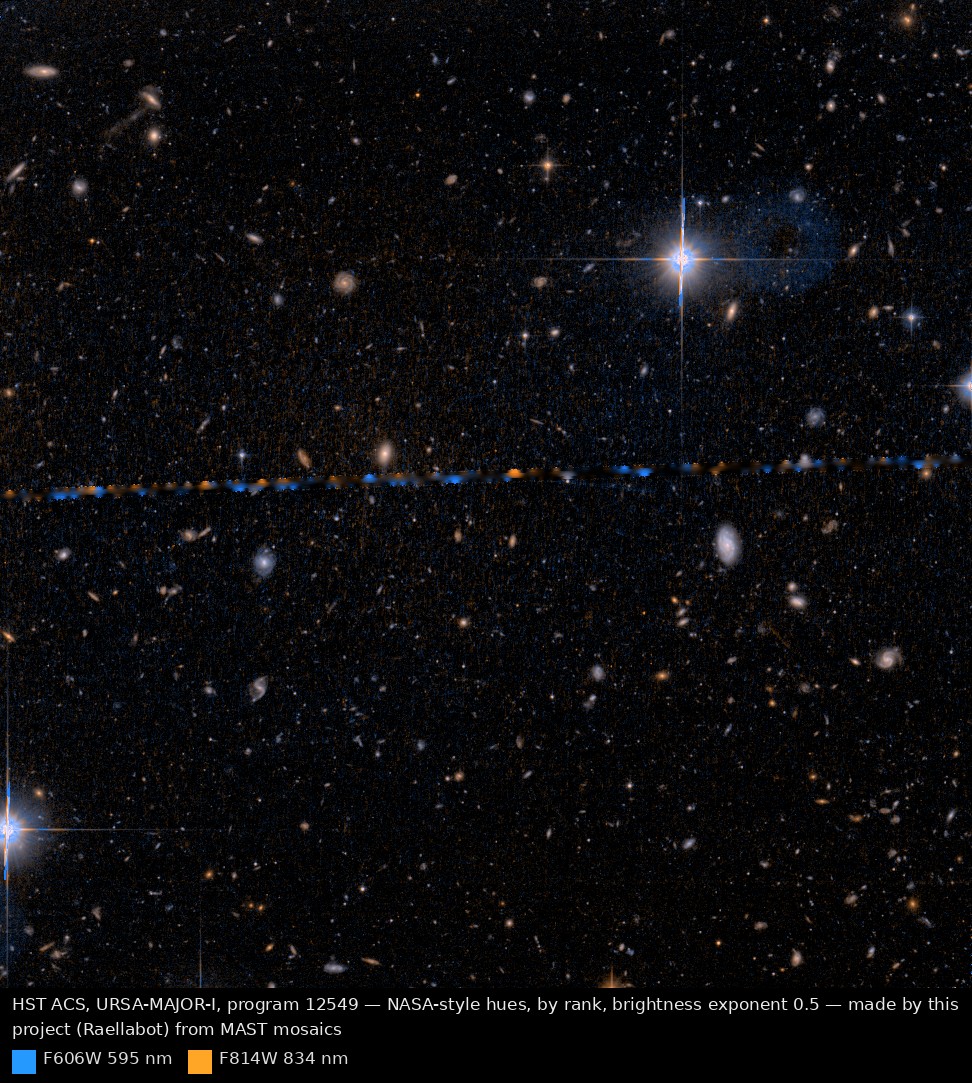 HST ACS, URSA-MAJOR-I, program 12549 — NASA-style hues, by rank, brightness exponent 0.5 — made by this
project (Raellabot) from MAST mosaics
F606W 595 nm F814W 834 nm